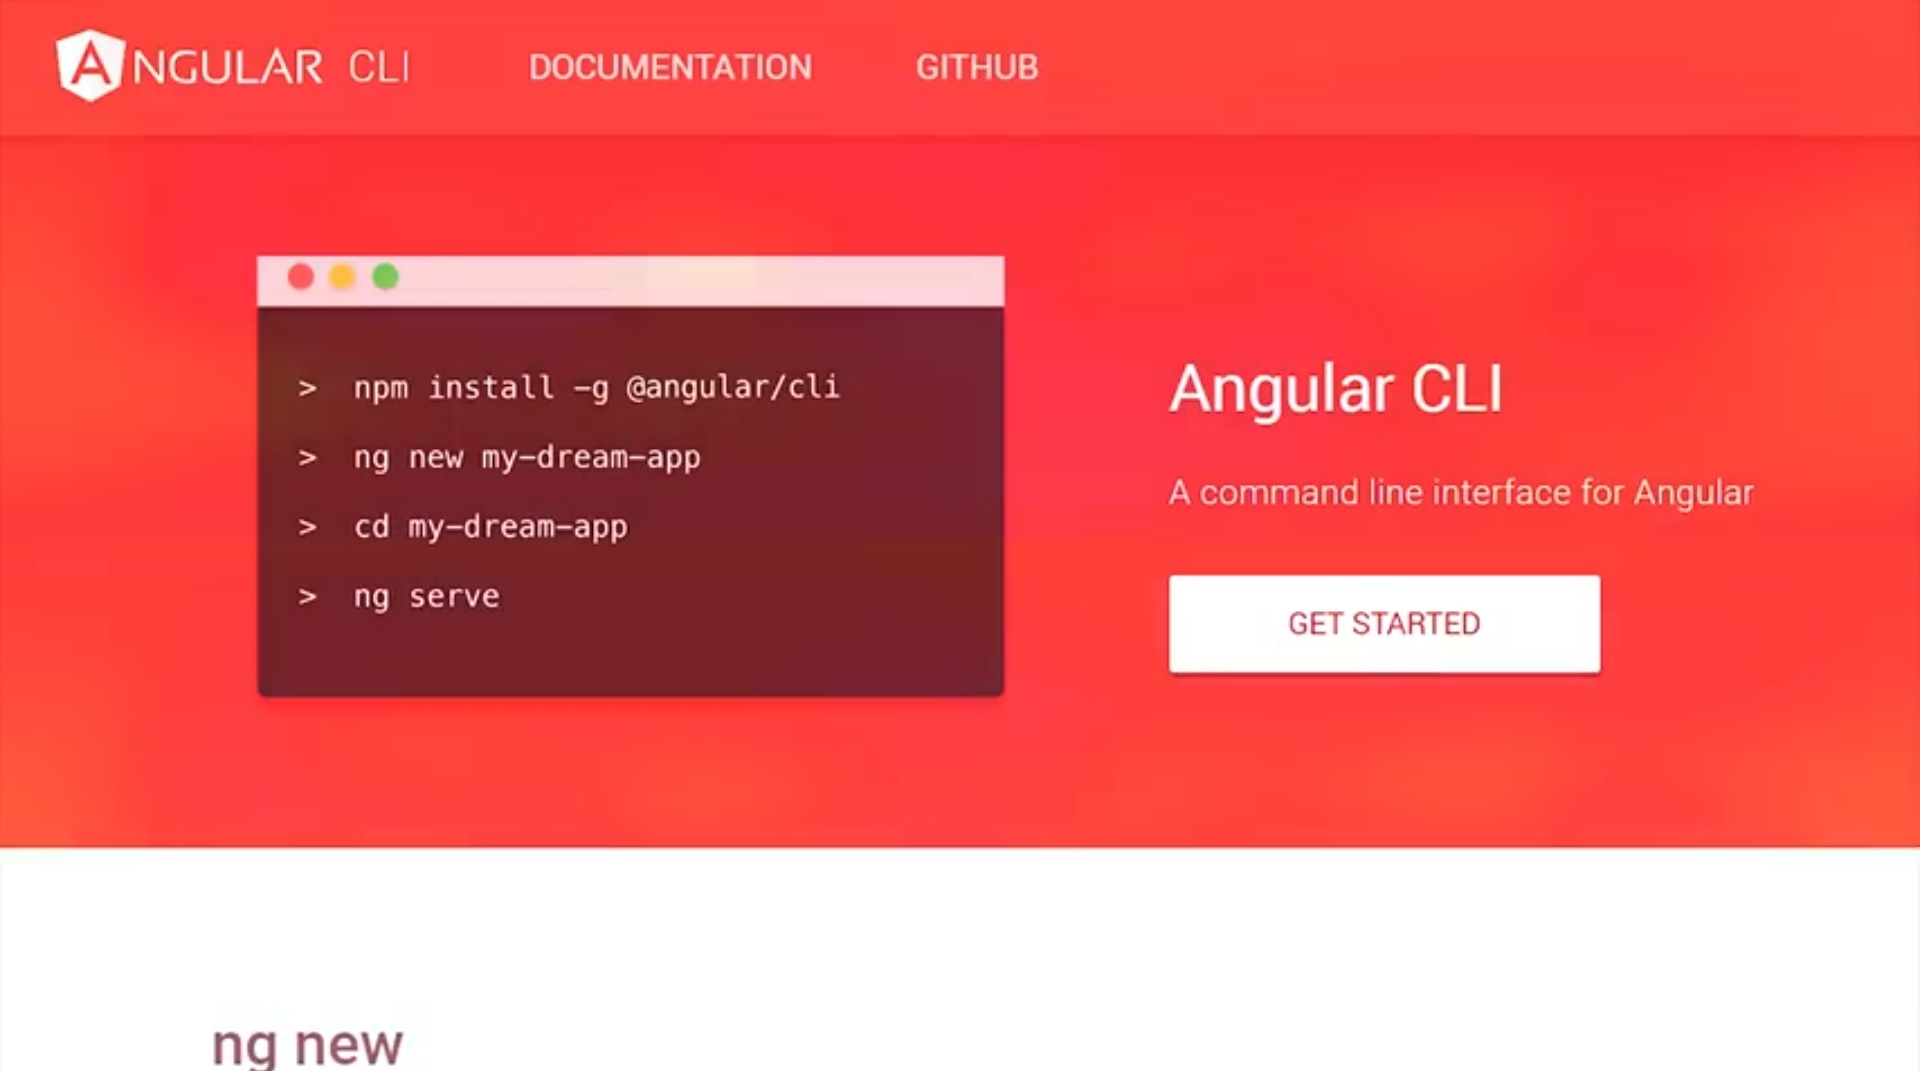 ANGULAR CLI
DOCUMENTATION
GITHUB
> npm install -g @angular/cli
> ng new my-dream-app
> cd my-dream-app
> ng serve
Angular CLI
A command line interface for Angular
GET STARTED
ng new